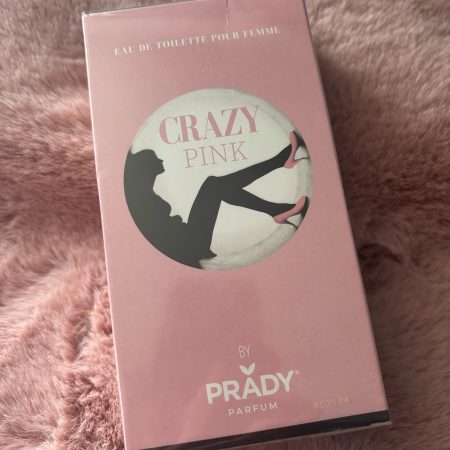 EAU DE TOILETTE POUR FEMME
CRAZY
PINK
BY
PRADY®
PARFUM